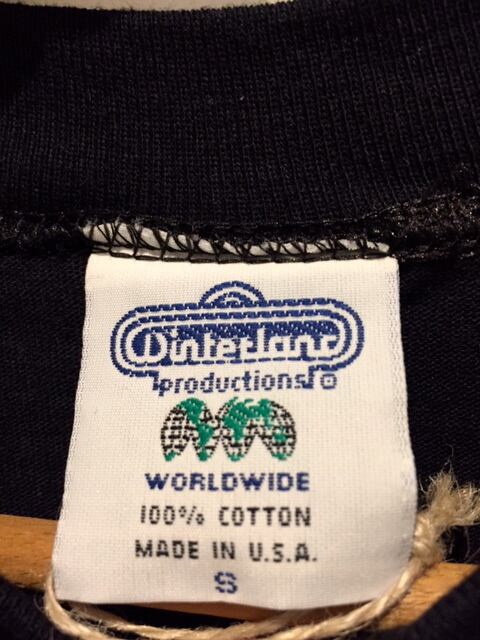 Winterland
productions®
WORLDWIDE
100% COTTON
MADE IN U.S.A.
S